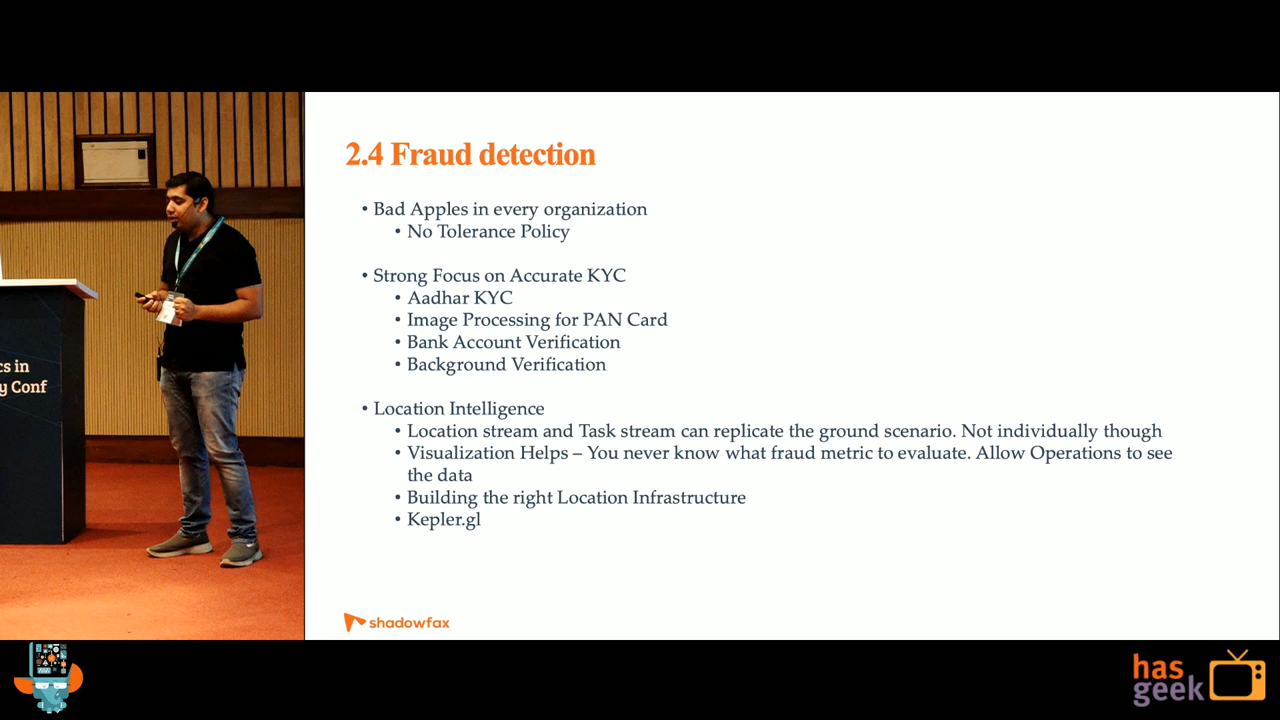 2.4 Fraud detection
• Bad Apples in every organization
• No Tolerance Policy
• Strong Focus on Accurate KYC
• Aadhar KYC
• Image Processing for PAN Card
• Bank Account Verification
• Background Verification
• Location Intelligence
• Location stream and Task stream can replicate the ground scenario. Not individually though
• Visualization Helps – You never know what fraud metric to evaluate. Allow Operations to see
the data
• Building the right Location Infrastructure
• Kepler.gl
shadowfax
cs in
y Conf
has
geek